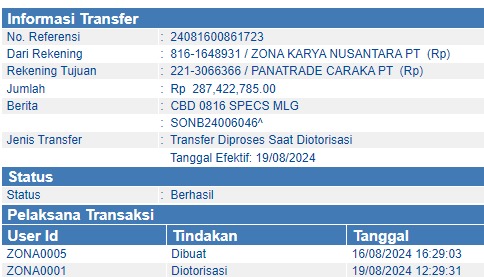 Informasi Transfer
No. Referensi : 24081600861723
Dari Rekening : 816-1648931 / ZONA KARYA NUSANTARA PT (Rp)
Rekening Tujuan : 221-3066366 / PANATRADE CARAKA PT (Rp)
Jumlah : Rp 287,422,785.00
Berita : CBD 0816 SPECS MLG
: SONB24006046^
Jenis Transfer : Transfer Diproses Saat Diotorisasi
Tanggal Efektif: 19/08/2024
Status
Status : Berhasil
Pelaksana Transaksi
User Id Tindakan Tanggal
ZONA0005 Dibuat 16/08/2024 16:29:03
ZONA0001 Diotorisasi 19/08/2024 12:29:31